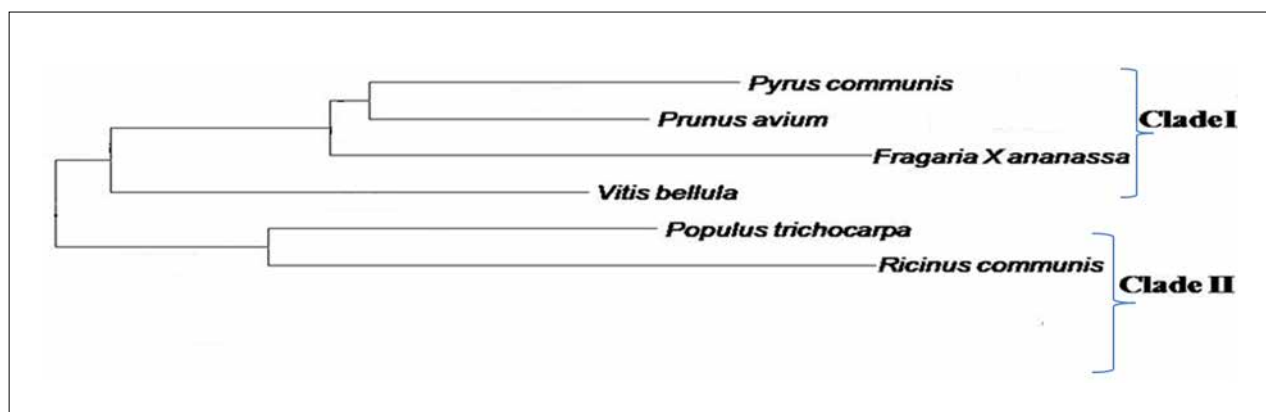 Pyrus communis
Prunus avium
CladeI
Fragaria X ananassa
Vitis bellula
Populus trichocarpa
Ricinus communis
Clade II